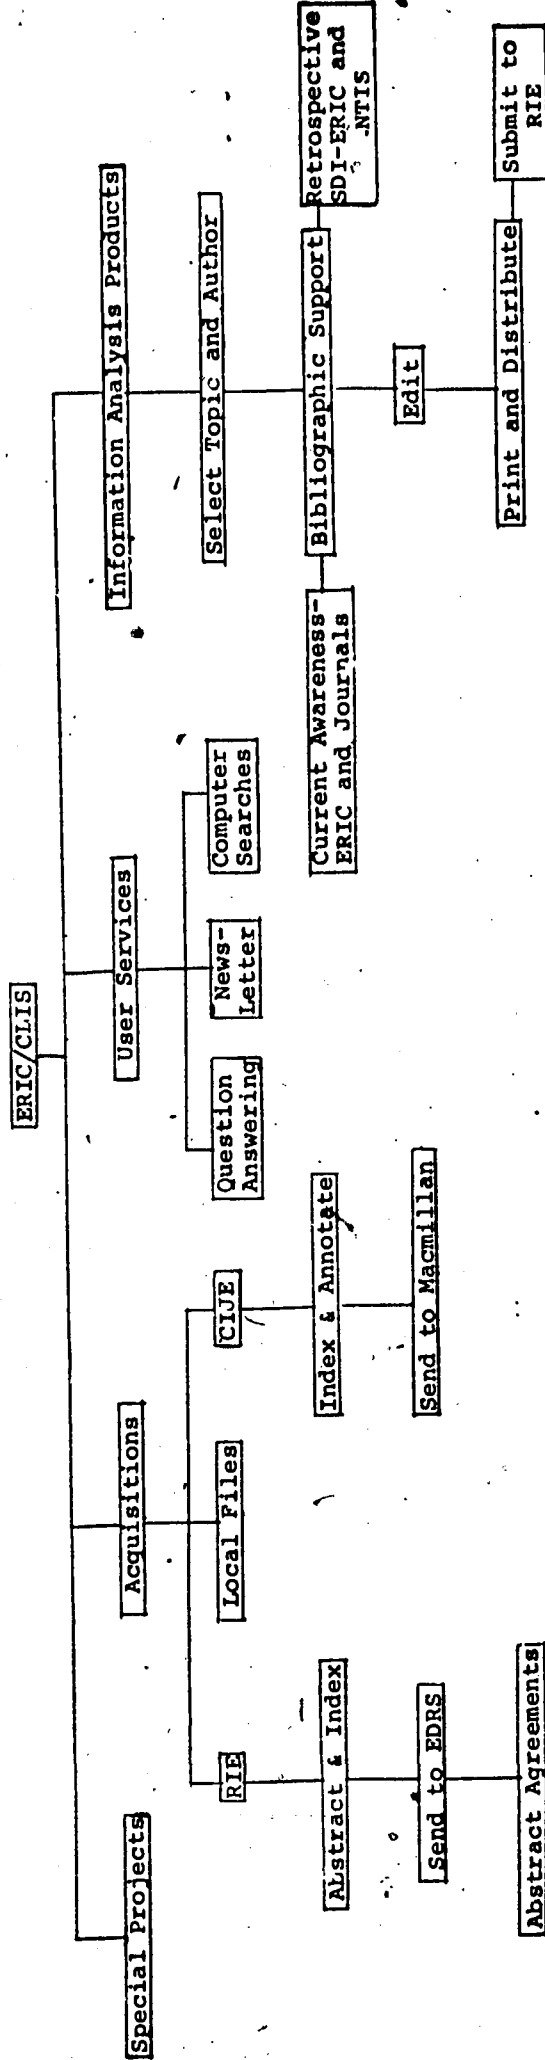 ERIC/CLIS
Special Projects
Acquisitions
User Services
Information Analysis Products
RIE
Local Files
CIJE
Question
Answering
News-
Letter
Computer
Searches
Select Topic and Author
Abstract & Index
Index & Annotate
Current Awareness-
ERIC and Journals
Bibliographic Support
Retrospective
SDI-ERIC and
NTIS
Send to EDRS
Send to Macmillan
Edit
Abstract Agreements
Print and Distribute
Submit to
RIE